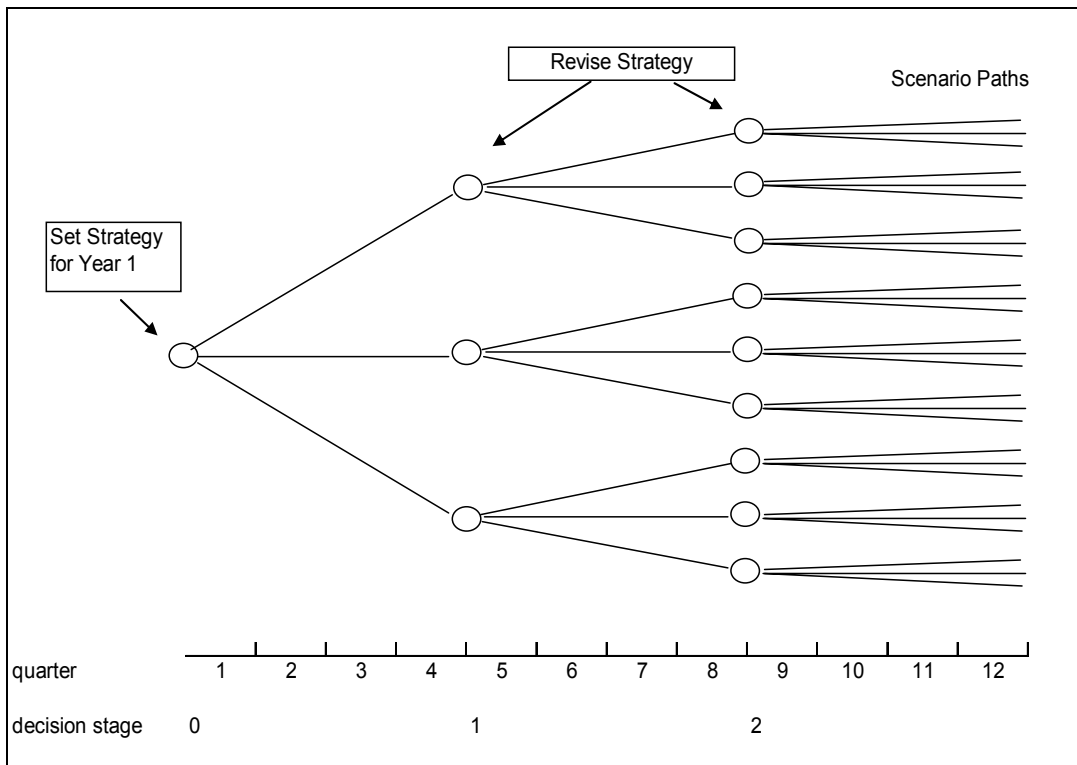 Revise Strategy
Scenario Paths
Set Strategy
for Year 1
quarter 1 2 3 4 5 6 7 8 9 10 11 12
decision stage 0 1 2